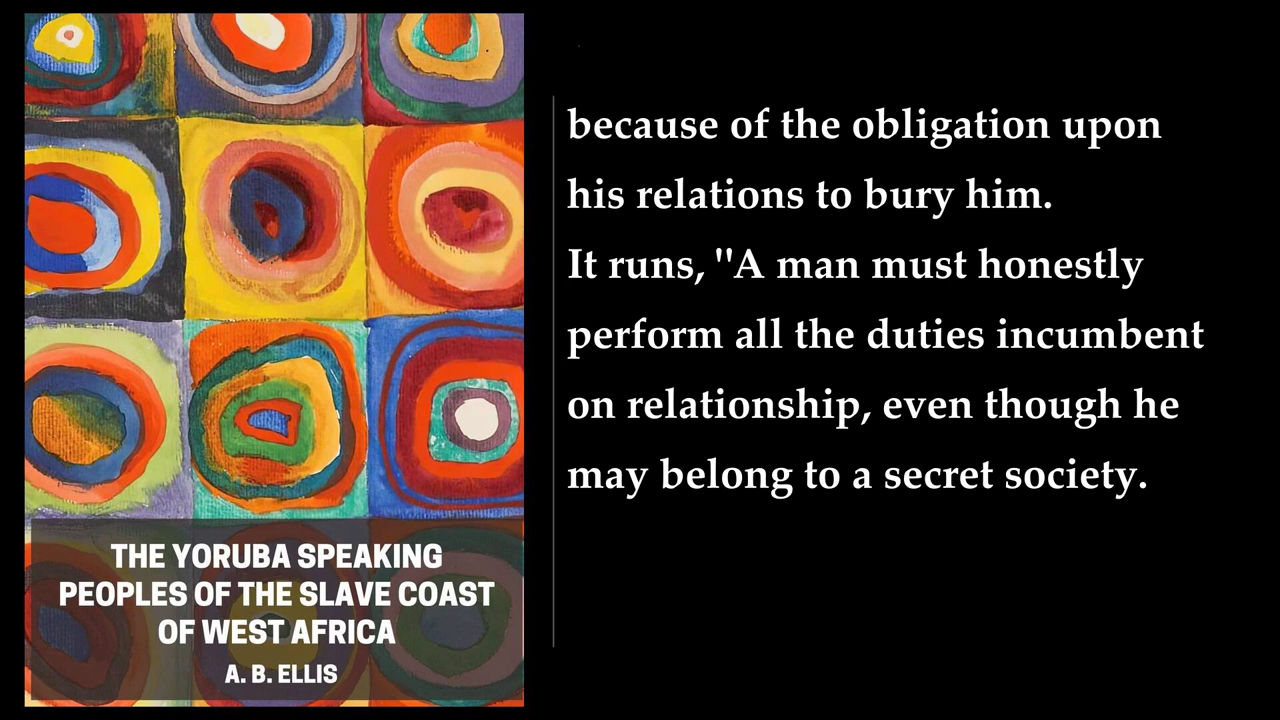 THE YORUBA SPEAKING
PEOPLES OF THE SLAVE COAST
OF WEST AFRICA
A. B. ELLIS
because of the obligation upon
his relations to bury him.
It runs, "A man must honestly
perform all the duties incumbent
on relationship, even though he
may belong to a secret society.